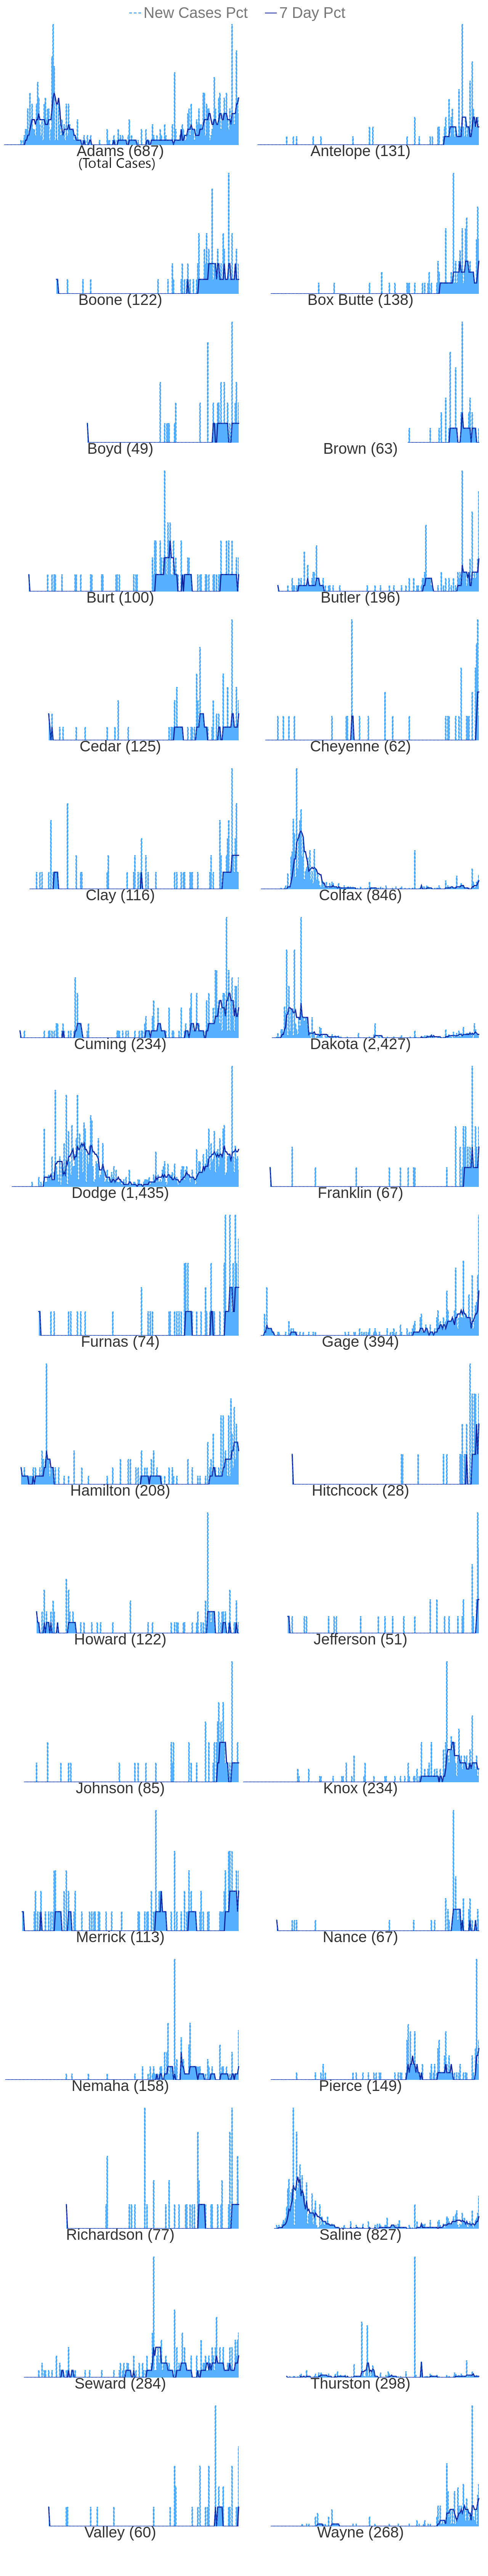 New Cases Pct 7 Day Pct
Adams (687) Antelope (131)
(Total Cases)
Boone (122) Box Butte (138)
Boyd (49) Brown (63)
Burt (100) Butler (196)
Cedar (125) Cheyenne (62)
Clay (116) Colfax (846)
Cuming (234) Dakota (2,427)
Dodge (1,435) Franklin (67)
Furnas (74) Gage (394)
Hamilton (208) Hitchcock (28)
Howard (122) Jefferson (51)
Johnson (85) Knox (234)
Merrick (113) Nance (67)
Nemaha (158) Pierce (149)
Richardson (77) Saline (827)
Seward (284) Thurston (298)
Valley (60) Wayne (268)